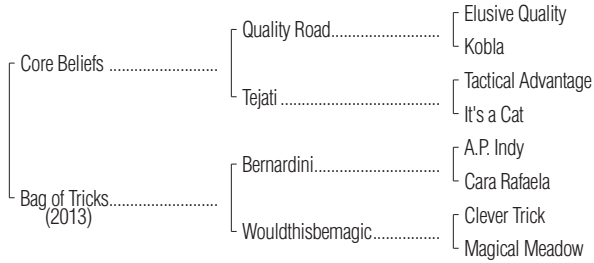 Elusive Quality
Quality Road................................
Kobla
Core Beliefs ................................
Tactical Advantage
Tejati ................................................
It's a Cat
A.P. Indy
Bernardini.....................................
Cara Rafaela
Bag of Tricks................................
(2013)
Clever Trick
Wouldthisbemagic.....................
Magical Meadow